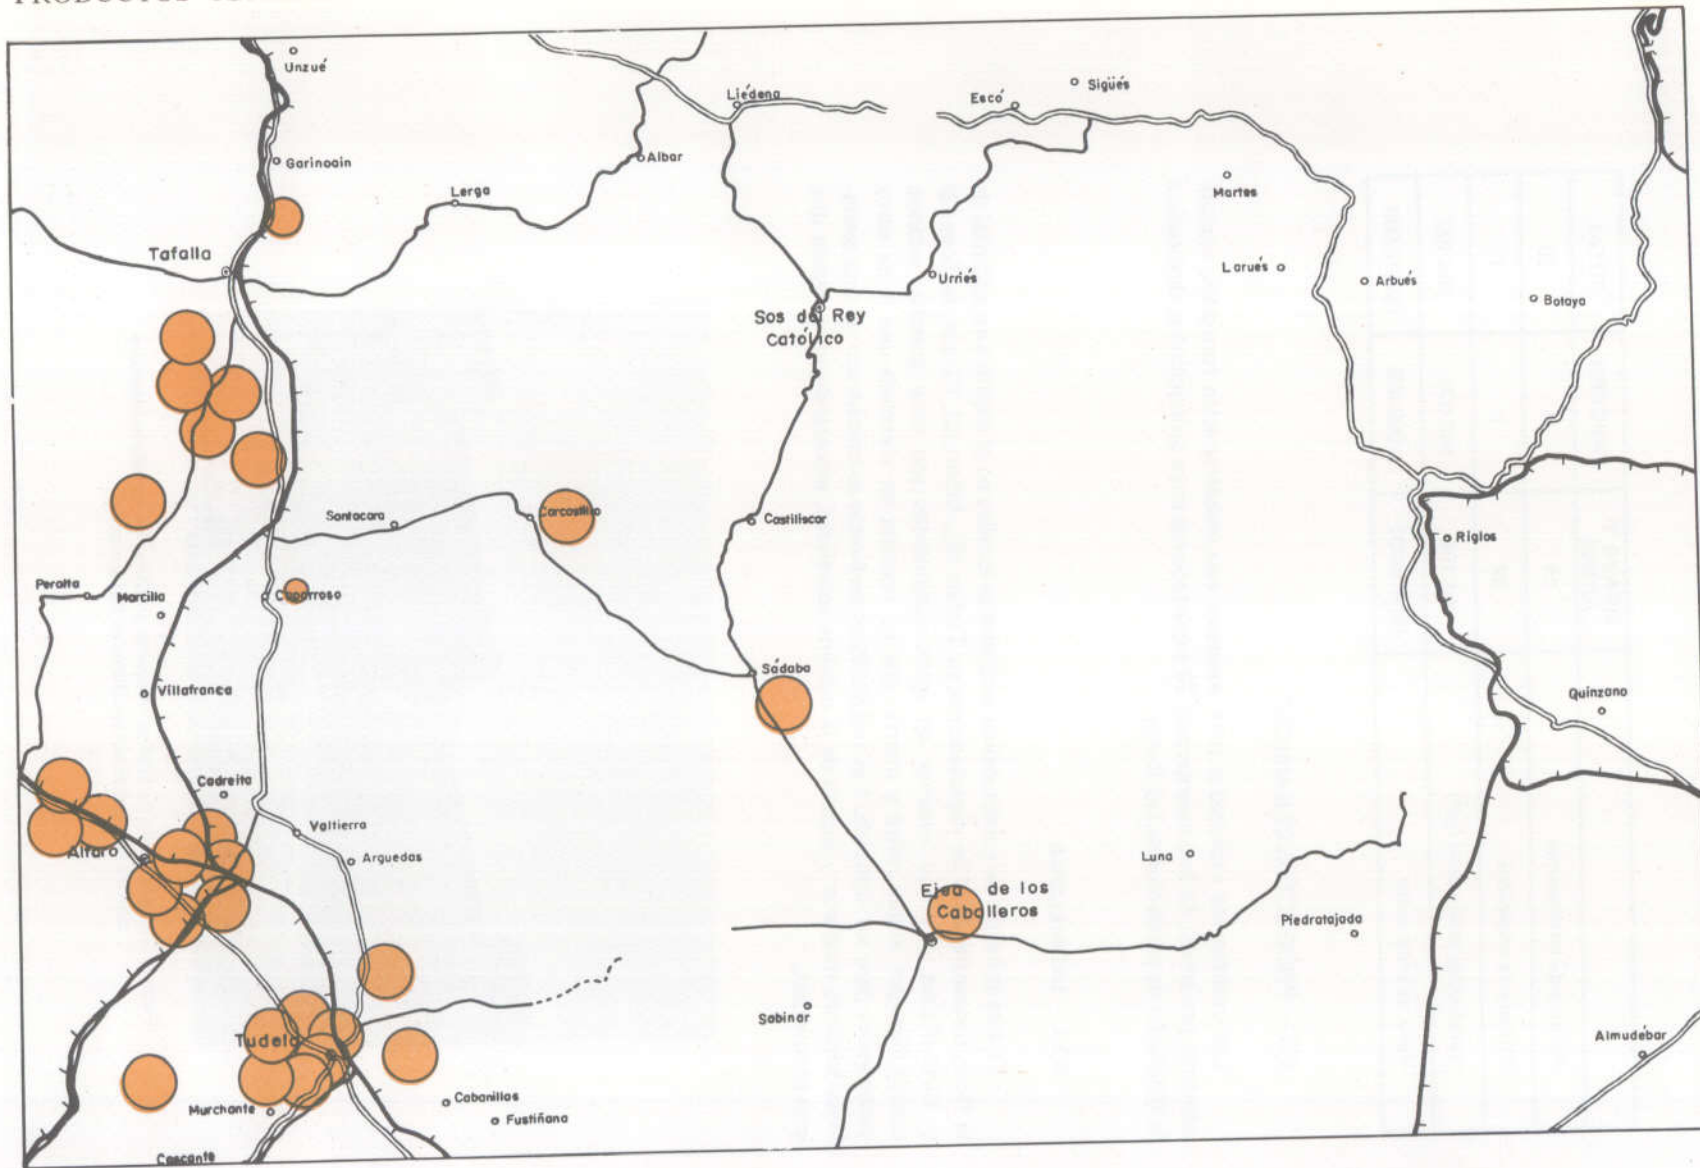 Unzué
Liédena
Escó
Sigüés
Garinoain
Albar
Lerga
Martes
Tafalla
Urriés
Larués
Arbués
Botaya
Sos del Rey
Católico
Santacara
Carcastillo
Castiliscar
Riglos
Peralta
Marcilla
Caparroso
Sádaba
Villafranca
Quinzano
Cadreita
Valtierra
Alfaro
Arguedas
Luna
Ejea de los
Caballeros
Piedratajada
Sabinar
Tudela
Almudébar
Murchante
Cabanillas
Fustiñana
Cascante